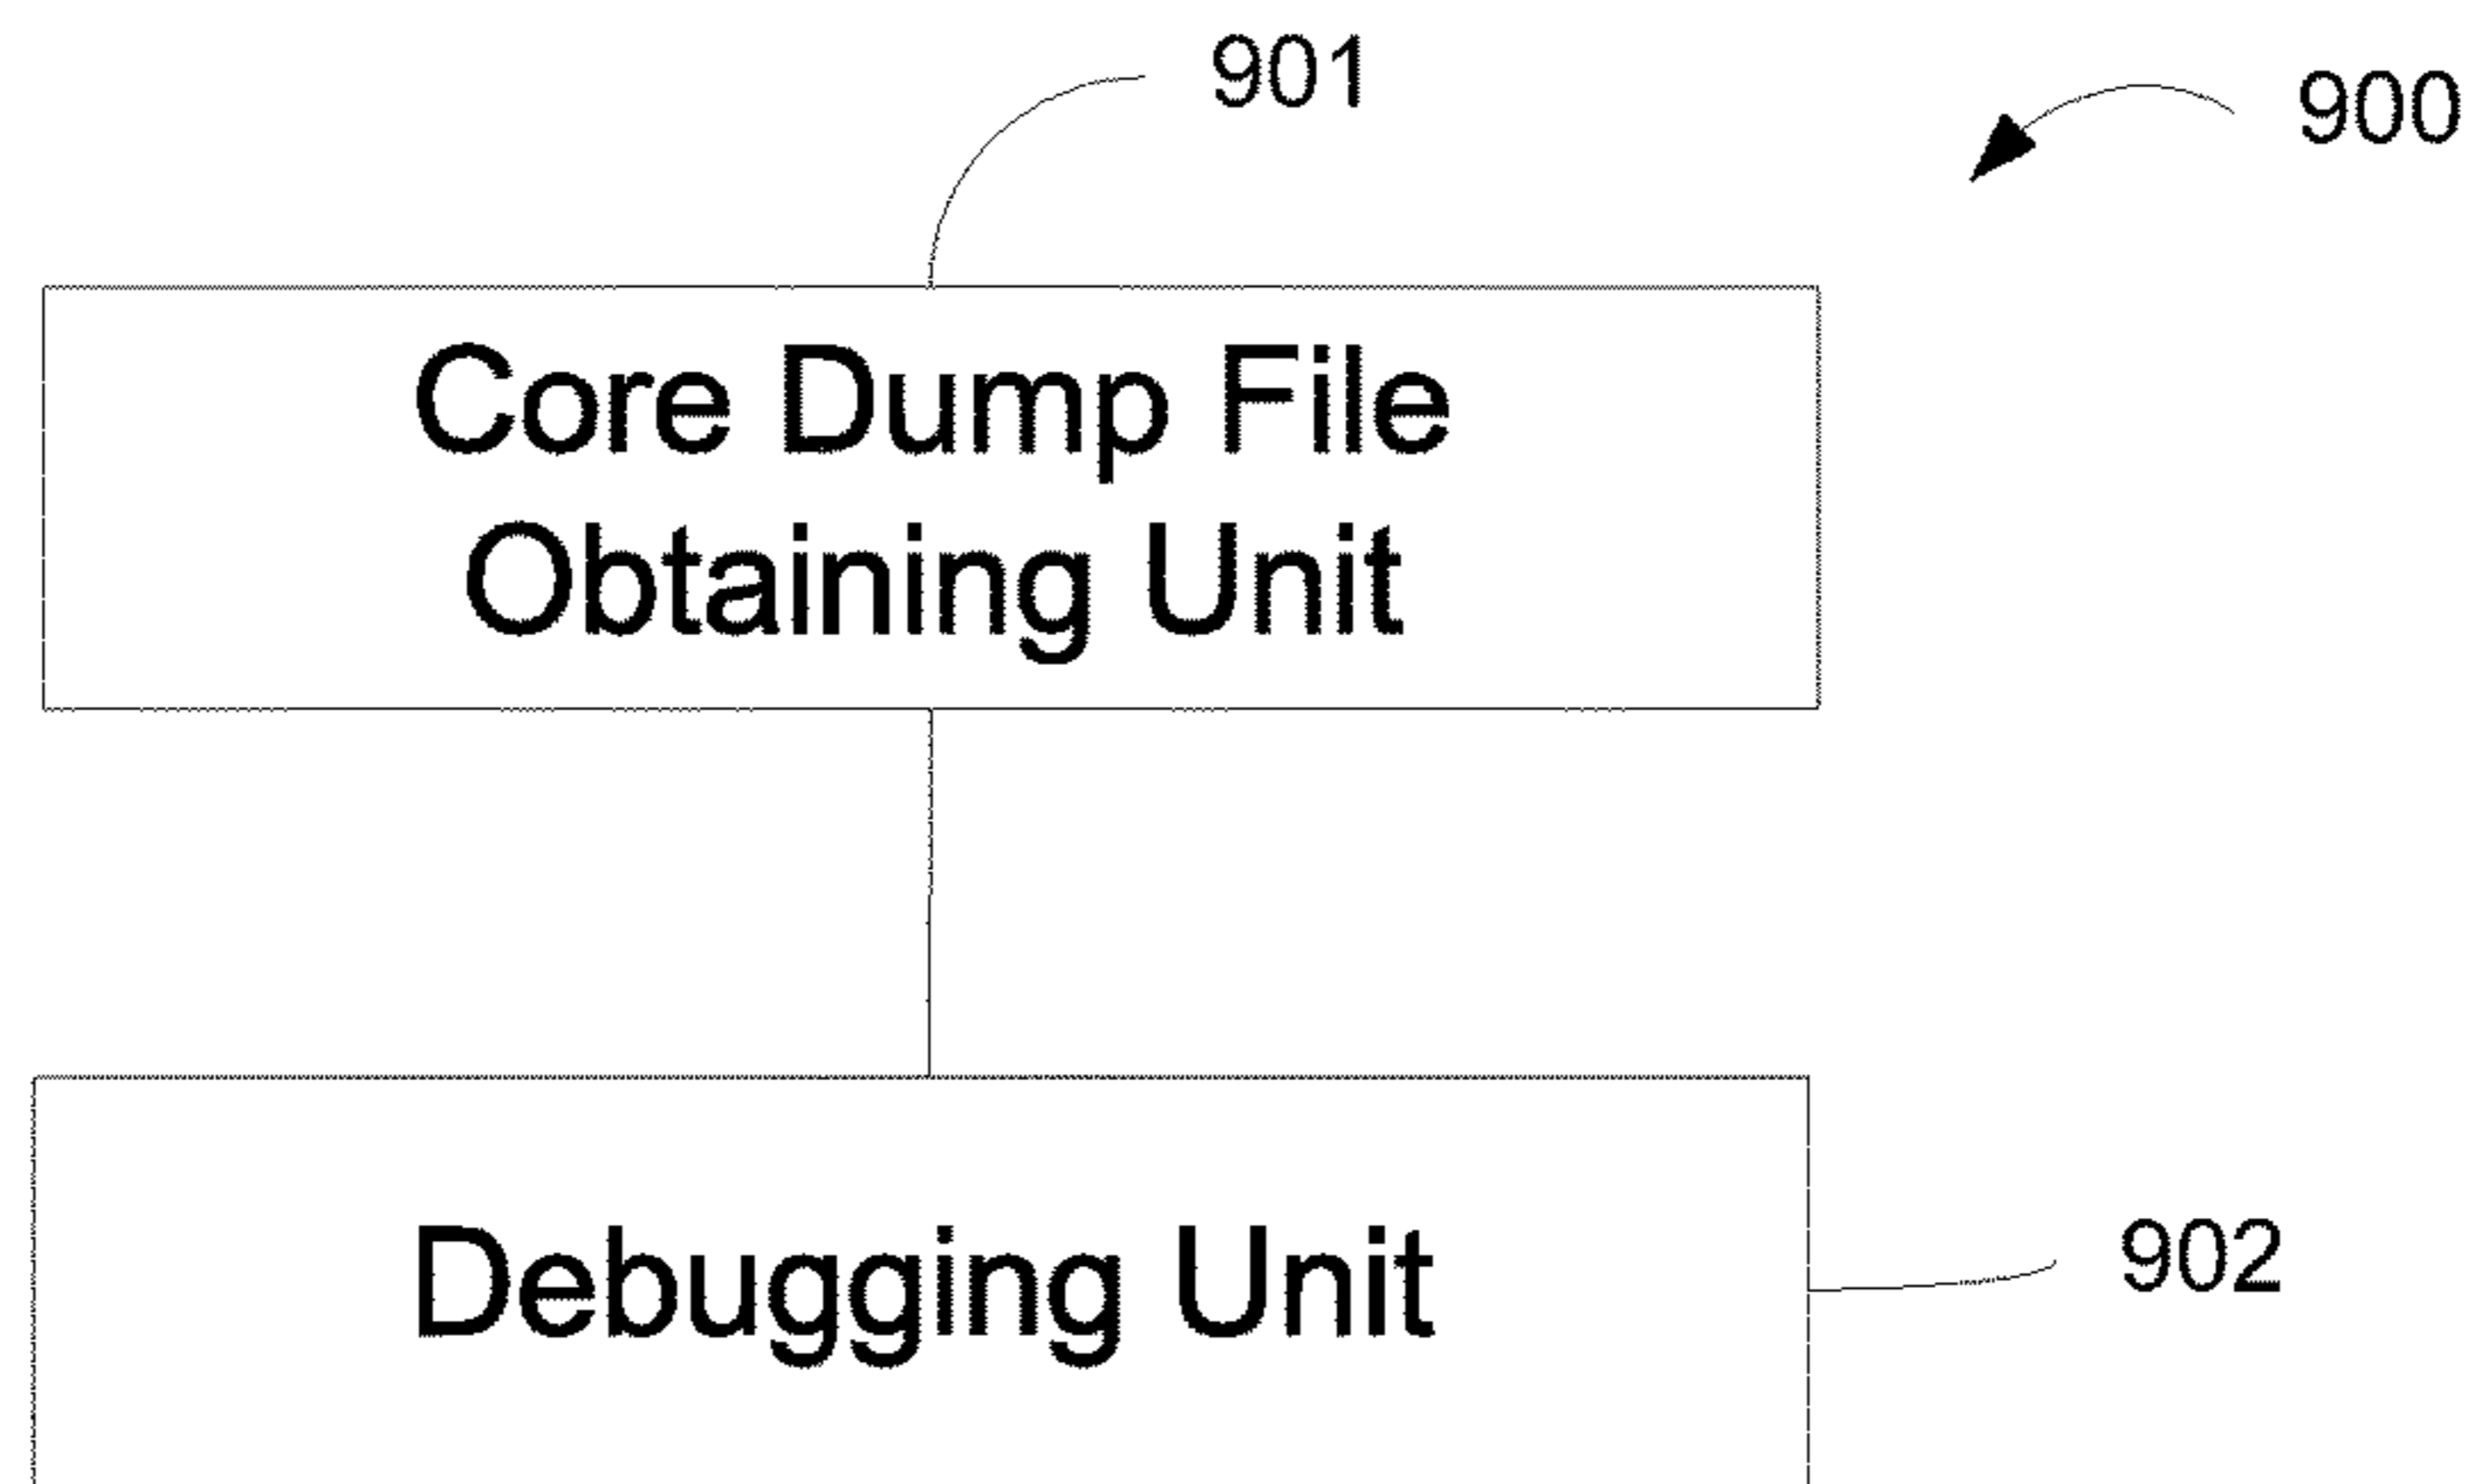 901
900
Core Dump File
Obtaining Unit
Debugging Unit
902